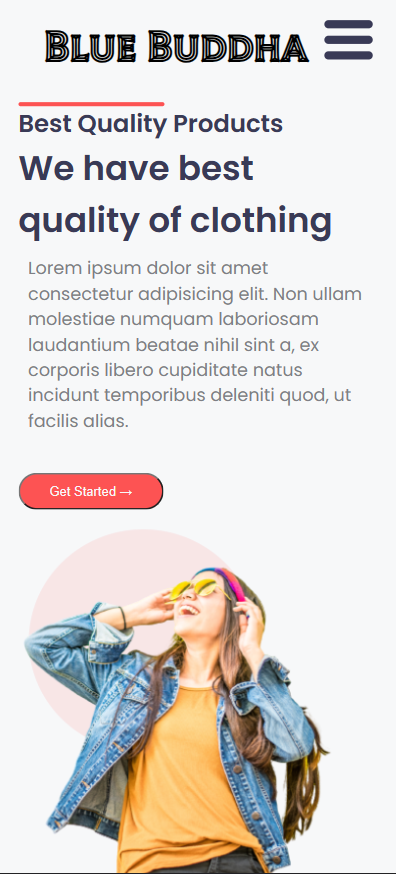 Blue Buddha
Best Quality Products
We have best
quality of clothing
Lorem ipsum dolor sit amet
consectetur adipisicing elit. Non ullam
molestiae numquam laboriosam
laudantium beatae nihil sint a, ex
corporis libero cupiditate natus
incidunt temporibus deleniti quod, ut
facilis alias.
Get Started →